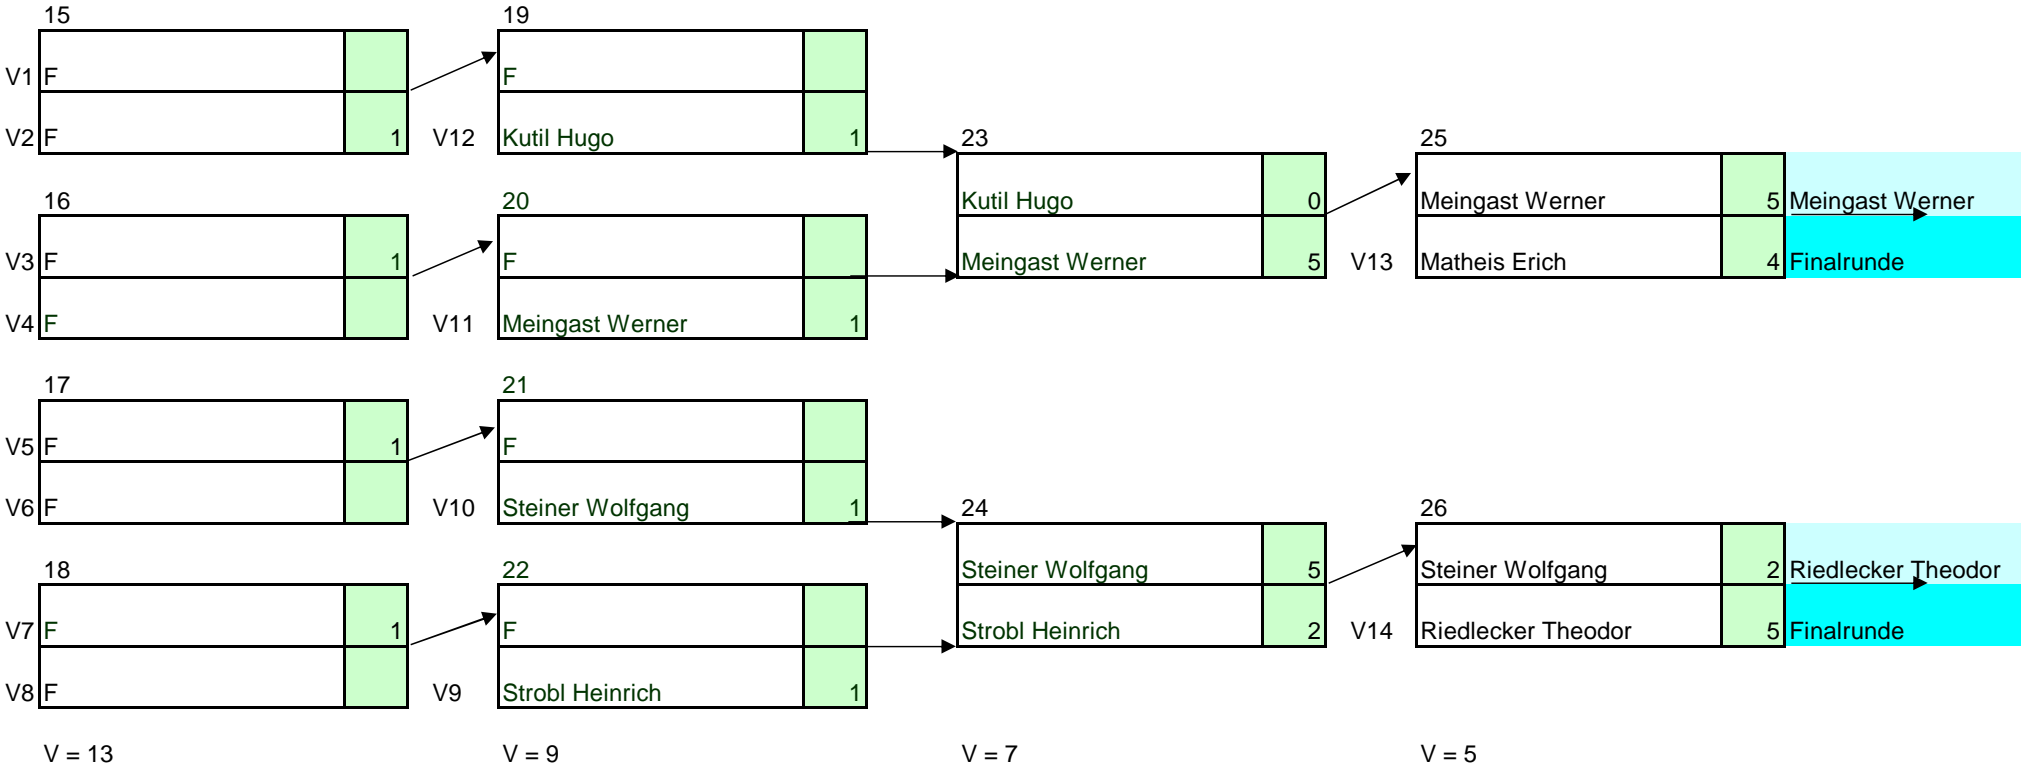 15 19
V1 F F
V2 F 1 V12 Kutil Hugo 1 23 25
16 20 Kutil Hugo 0 Meingast Werner 5 Meingast Werner
V3 F 1 F Meingast Werner 5 V13 Matheis Erich 4 Finalrunde
V4 F V11 Meingast Werner 1
17 21
V5 F 1 F
V6 F V10 Steiner Wolfgang 1 24 26
18 22 Steiner Wolfgang 5 Steiner Wolfgang 2 Riedlecker Theodor
V7 F 1 F Strobl Heinrich 2 V14 Riedlecker Theodor 5 Finalrunde
V8 F V9 Strobl Heinrich 1
V = 13 V = 9 V = 7 V = 5